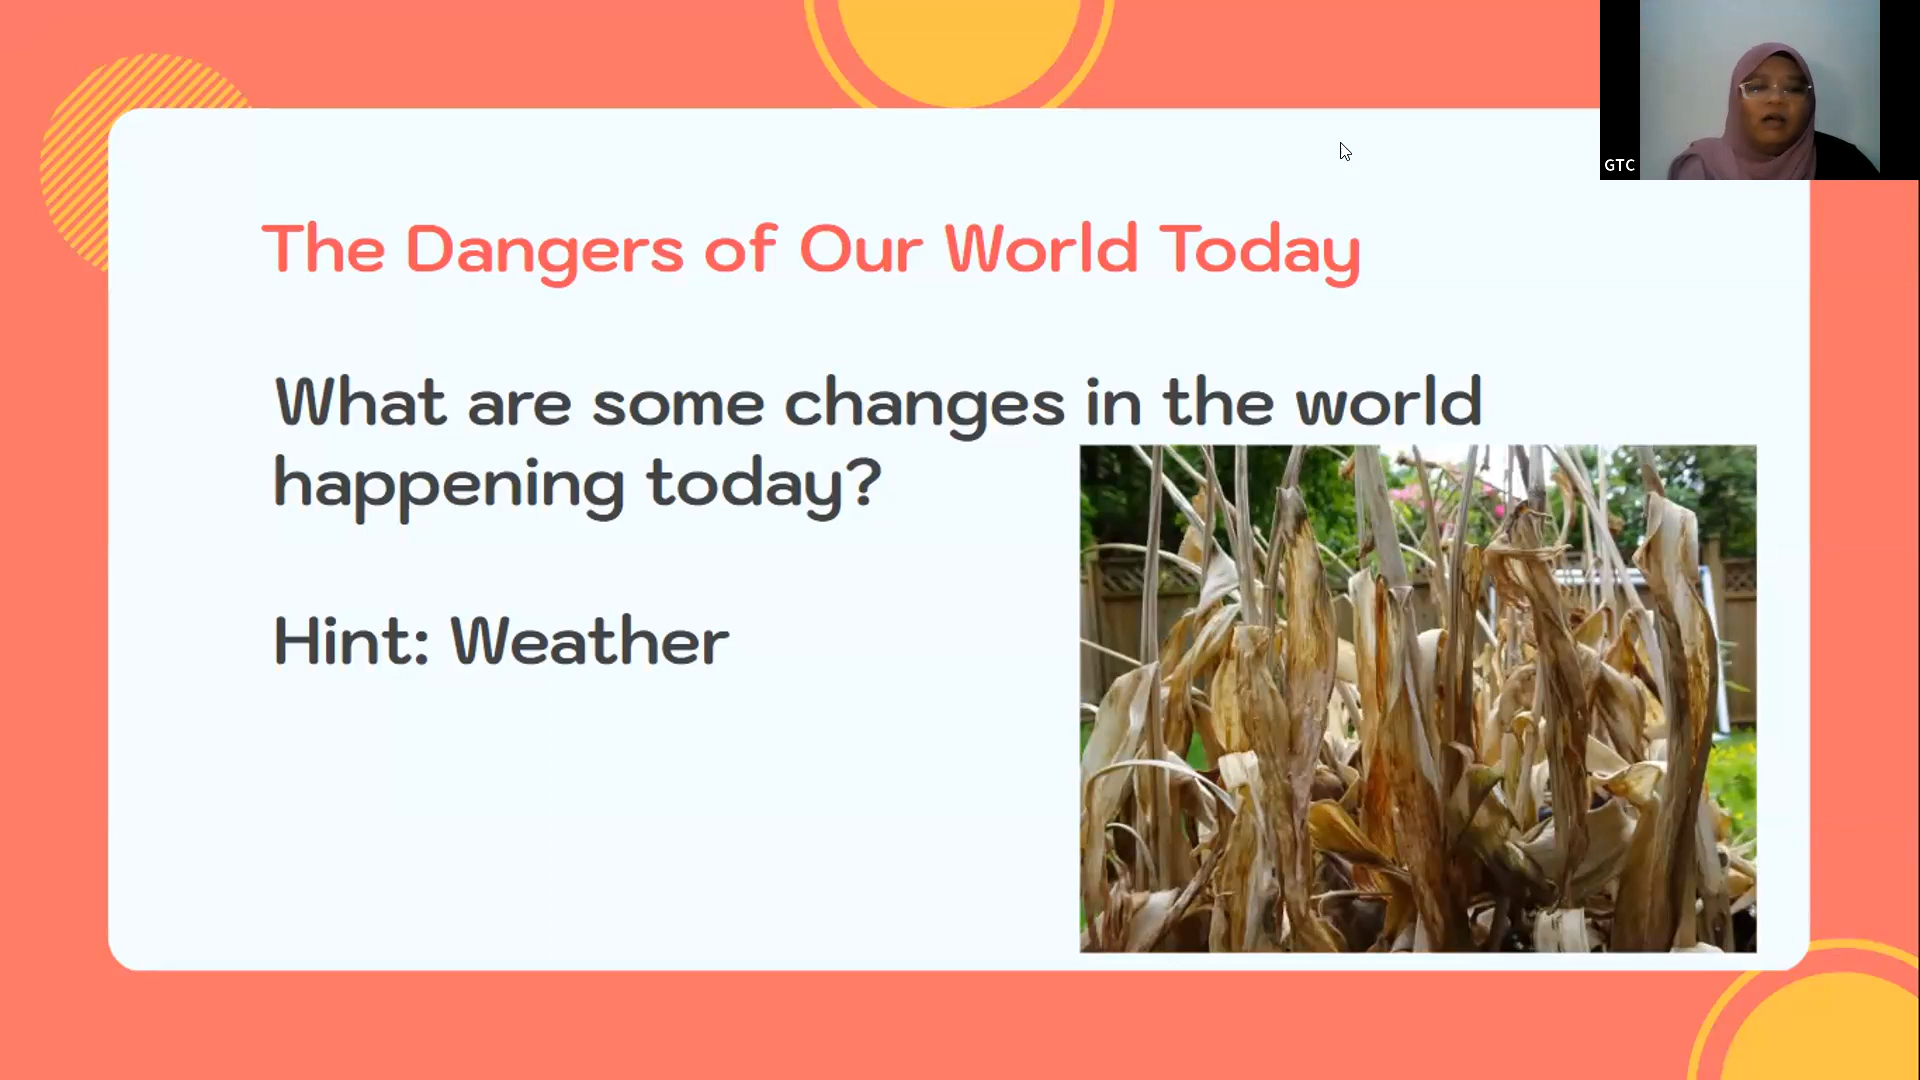 GTC
The Dangers of Our World Today
What are some changes in the world
happening today?
Hint: Weather